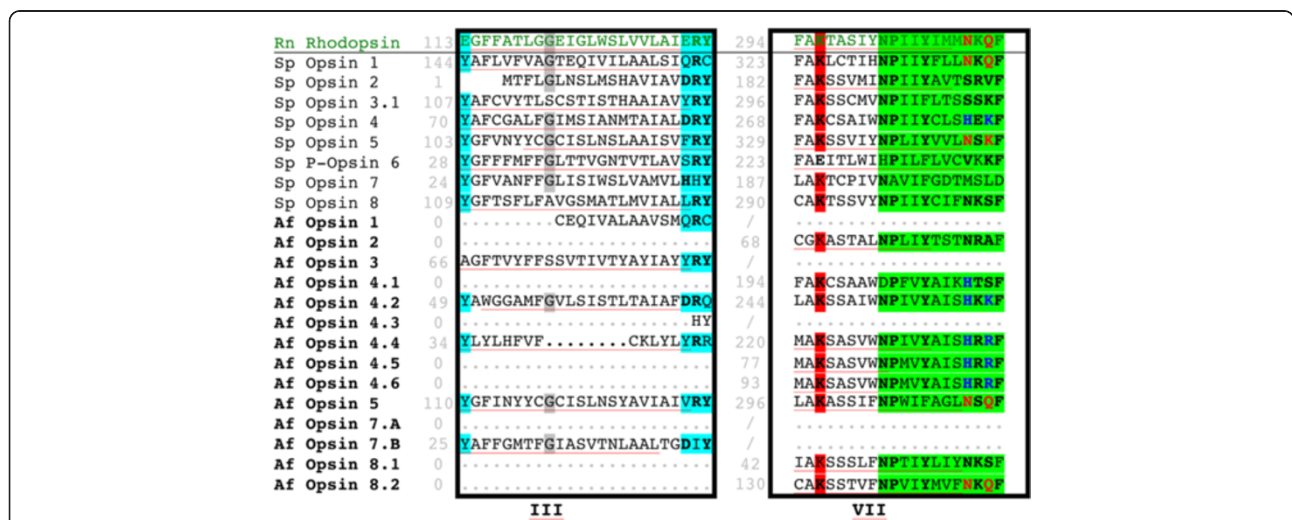 Rn Rhodopsin 113 EGFFATLGGEIGLWSLVVLAIERY 294 FAKTASIYNPIIYIMMNKQF
Sp Opsin 1 144 YAFLVFVAGTEQIVILAALSIQRC 323 FAKLCTIHNPIIYFLLNKQF
Sp Opsin 2 1 MTFLGLNSLMSHAVIAVDRY 182 FAKSSVMINPIIYAVTSRVF
Sp Opsin 3.1 107 YAFCVYTLSCSTISTHAAIAVYRY 296 FAKSSCMVNPIIFLTSSSKF
Sp Opsin 4 70 YAFCGALFGIMSIANMTAIALDRY 268 FAKCSAIWNPIIYCLSHEKF
Sp Opsin 5 103 YGFVNYYCGCISLNSLAAISVFRY 329 FAKSSVIYNPLIYVVLNSKF
Sp P-Opsin 6 28 YGFFFMFFGLTTVGNTVTLAVSRY 223 FAEITLWIHPILFLVCVKKF
Sp Opsin 7 24 YGFVANFFGLISIWSLVAMVLHHY 187 LAKTCPIVNAVIFGDTMSLD
Sp Opsin 8 109 YGFTSFLFAVGSMATLMVIALLRY 290 CAKTSSVYNPIIYCIFNKSF
Af Opsin 1 0 .........CEQIVALAAVSMQRC / ....................
Af Opsin 2 0 ........................ 68 CGKASTALNPLIYTSTNRAF
Af Opsin 3 66 AGFTVYFFSSVTIVTYAYIAYYRY / ....................
Af Opsin 4.1 0 ........................ 194 FAKCSAAWDPFVYAIKHTSF
Af Opsin 4.2 49 YAWGGAMFGVLSISTLTAIAFDRQ 244 LAKSSAIWNPIVYAISHKKF
Af Opsin 4.3 0 ......................HY / ....................
Af Opsin 4.4 34 YLYLHFVF........CKLYLYRR 220 MAKSASVWNPIVYAISHRRF
Af Opsin 4.5 0 ........................ 77 MAKSASVWNPMVYAISHRRF
Af Opsin 4.6 0 ........................ 93 MAKSASVWNPMVYAISHRRF
Af Opsin 5 110 YGFINYYCGCISLNSYAVIAIVRY 296 LAKASSIFNPWIFAGLNSQF
Af Opsin 7.A 0 ........................ / ....................
Af Opsin 7.B 25 YAFFGMTFGIASVTNLAALTGDIY / ....................
Af Opsin 8.1 0 ........................ 42 IAKSSSLFNPTIYLIYNKSF
Af Opsin 8.2 0 ........................ 130 CAKSSTVFNPVIYMVFNKQF
III VII